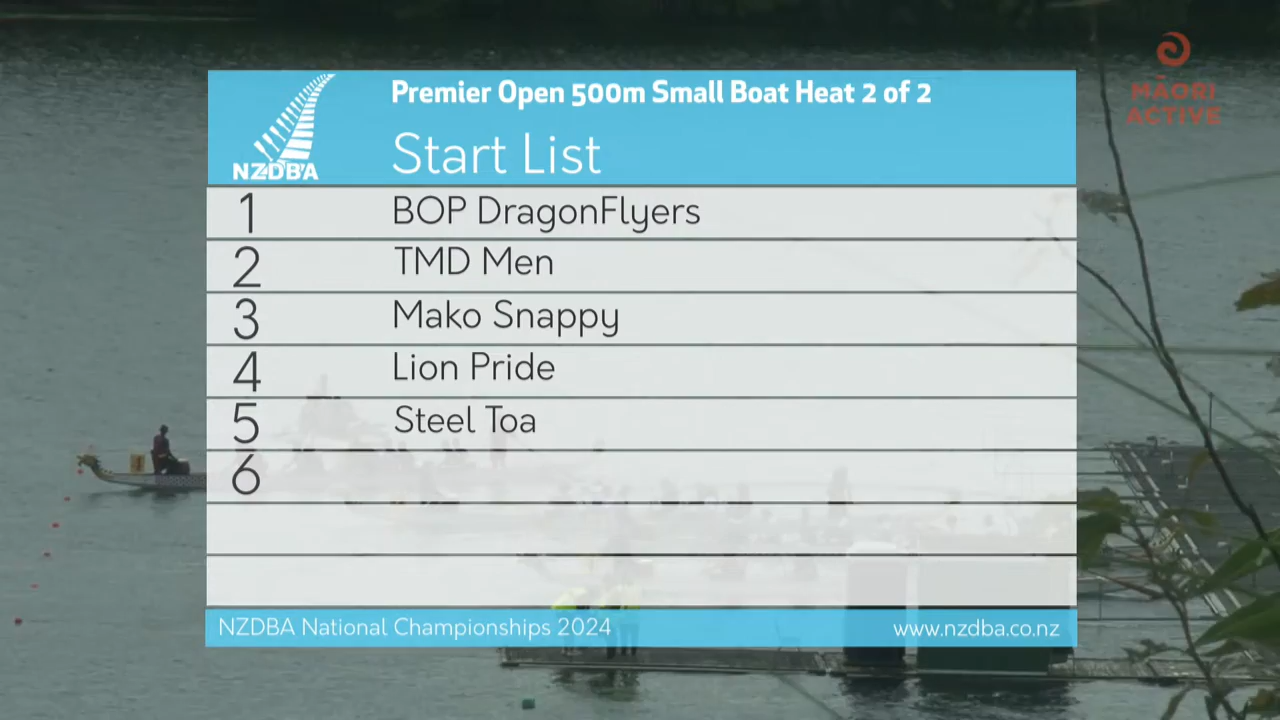 Premier Open 500m Small Boat Heat 2 of 2
Start List
NZDBA
MĀORI
ACTIVE
1 BOP DragonFlyers
2 TMD Men
3 Mako Snappy
4 Lion Pride
5 Steel Toa
6
NZDBA National Championships 2024 www.nzdba.co.nz